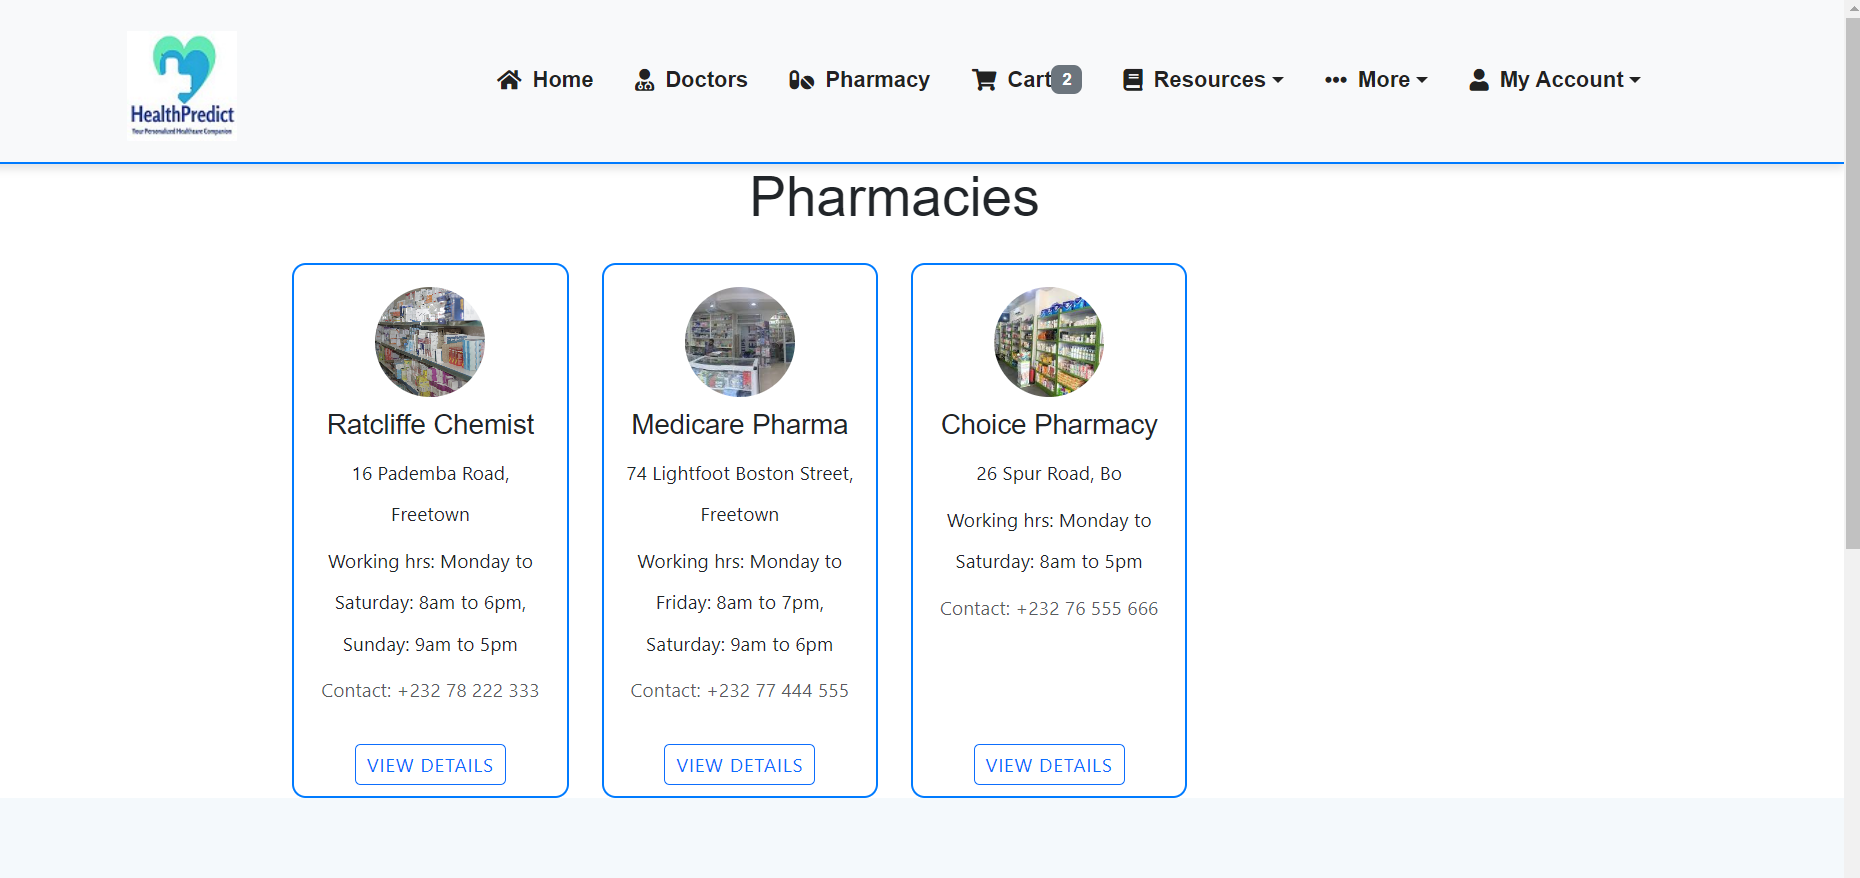 HealthPredict
Your Personalized Healthcare Companion
Home Doctors Pharmacy Cart 2 Resources More My Account
Pharmacies
Ratcliffe Chemist
16 Pademba Road,
Freetown
Working hrs: Monday to
Saturday: 8am to 6pm,
Sunday: 9am to 5pm
Contact: +232 78 222 333
VIEW DETAILS
Medicare Pharma
74 Lightfoot Boston Street,
Freetown
Working hrs: Monday to
Friday: 8am to 7pm,
Saturday: 9am to 6pm
Contact: +232 77 444 555
VIEW DETAILS
Choice Pharmacy
26 Spur Road, Bo
Working hrs: Monday to
Saturday: 8am to 5pm
Contact: +232 76 555 666
VIEW DETAILS